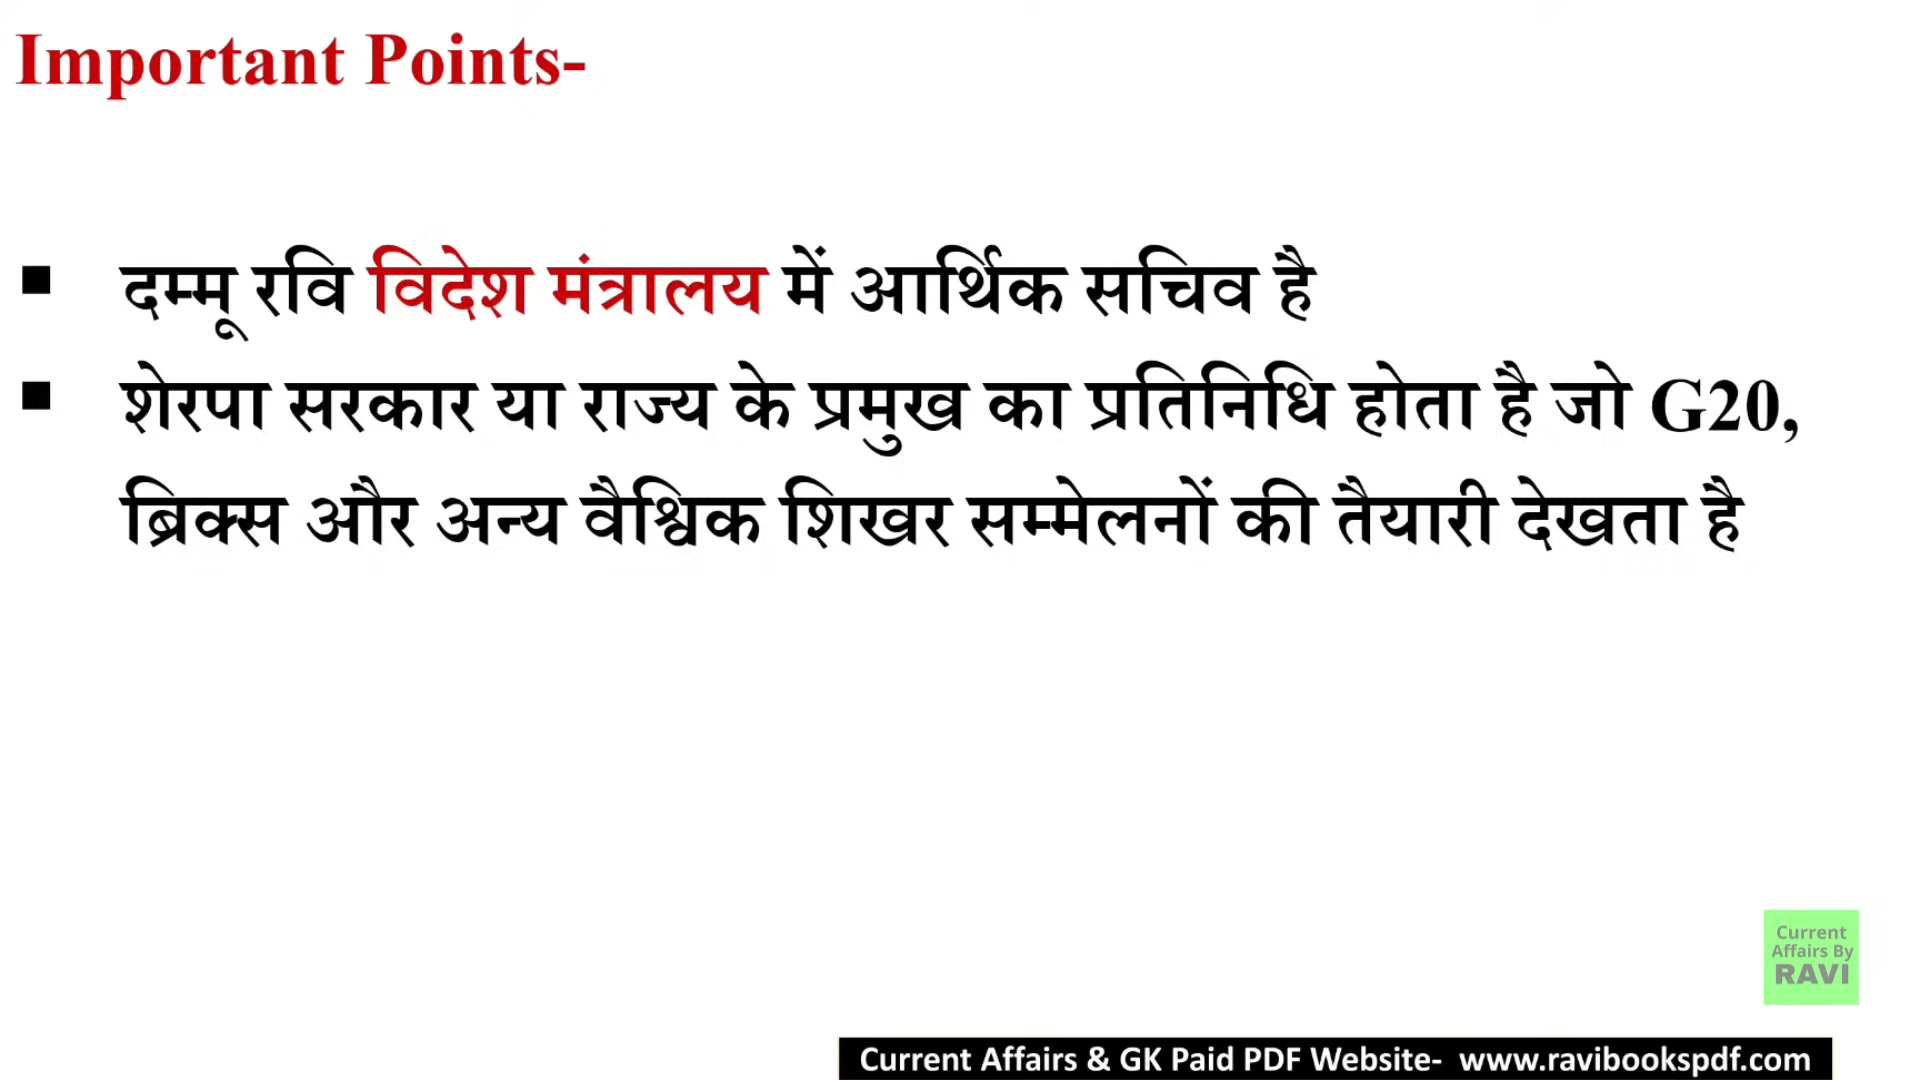 Important Points-
▪ दम्मू रवि विदेश मंत्रालय में आर्थिक सचिव है
▪ शेरपा सरकार या राज्य के प्रमुख का प्रतिनिधि होता है जो G20,
ब्रिक्स और अन्य वैश्विक शिखर सम्मेलनों की तैयारी देखता है
Current
Affairs By
RAVI
Current Affairs & GK Paid PDF Website- www.ravibookspdf.com